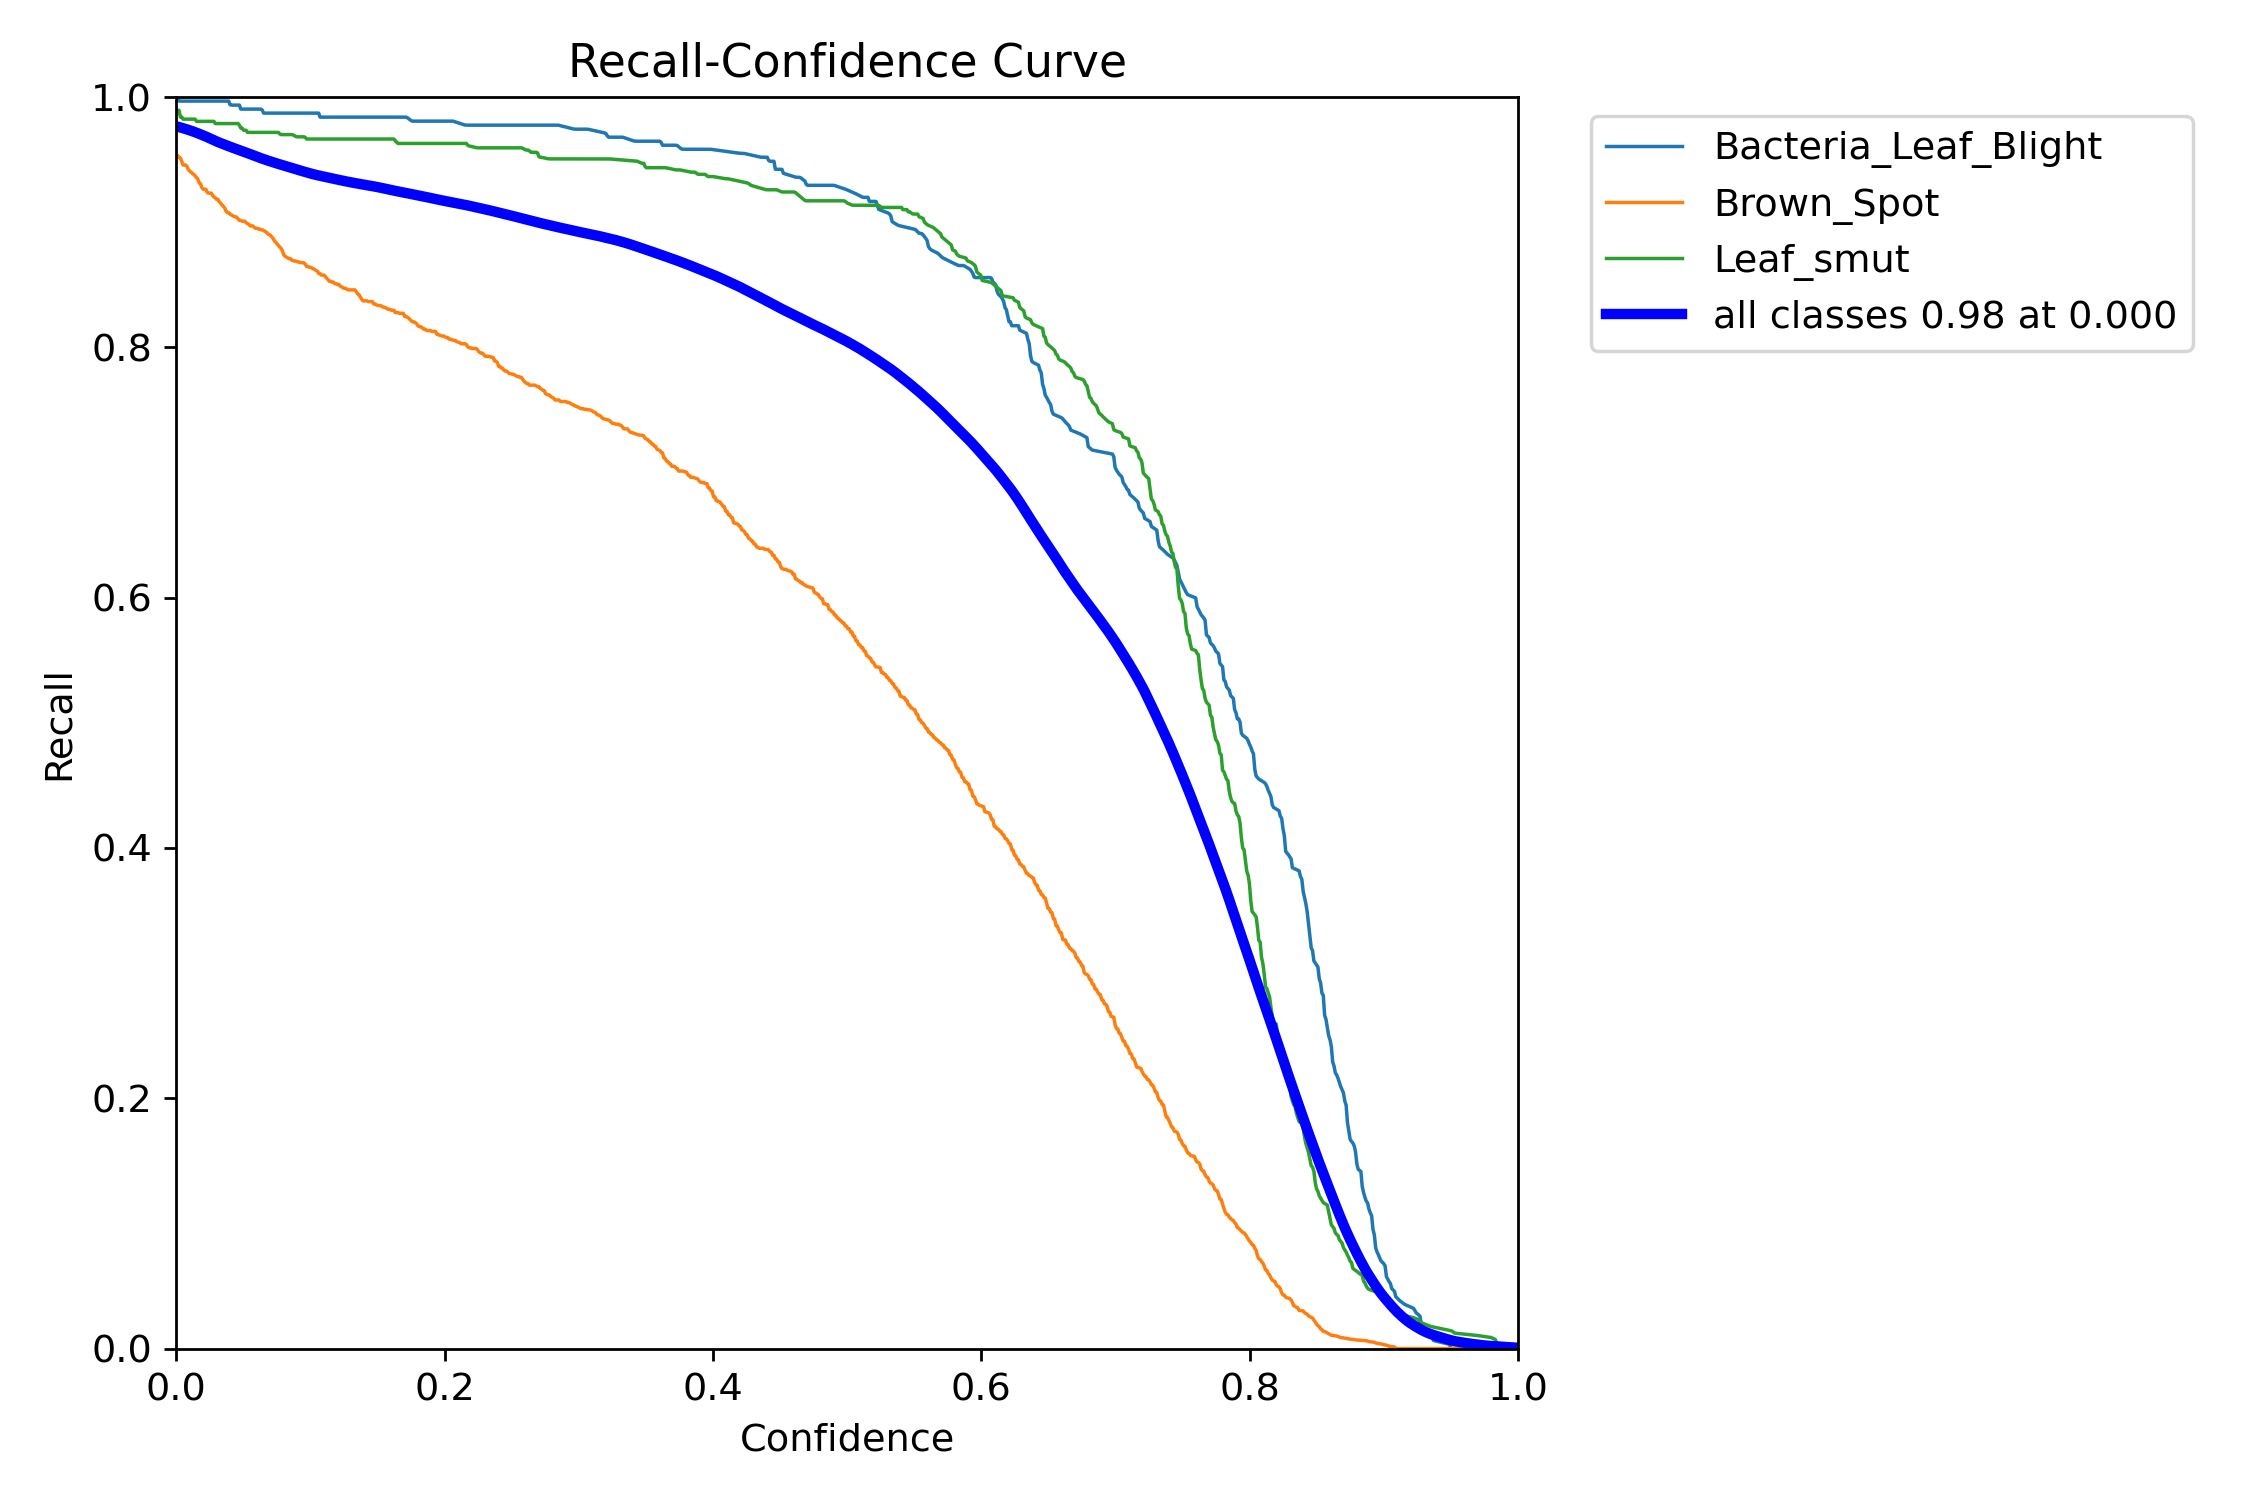 Recall-Confidence Curve
1.0
0.8
0.6
0.4
0.2
0.0
Recall
0.0 0.2 0.4 0.6 0.8 1.0
Confidence
Bacteria_Leaf_Blight
Brown_Spot
Leaf_smut
all classes 0.98 at 0.000